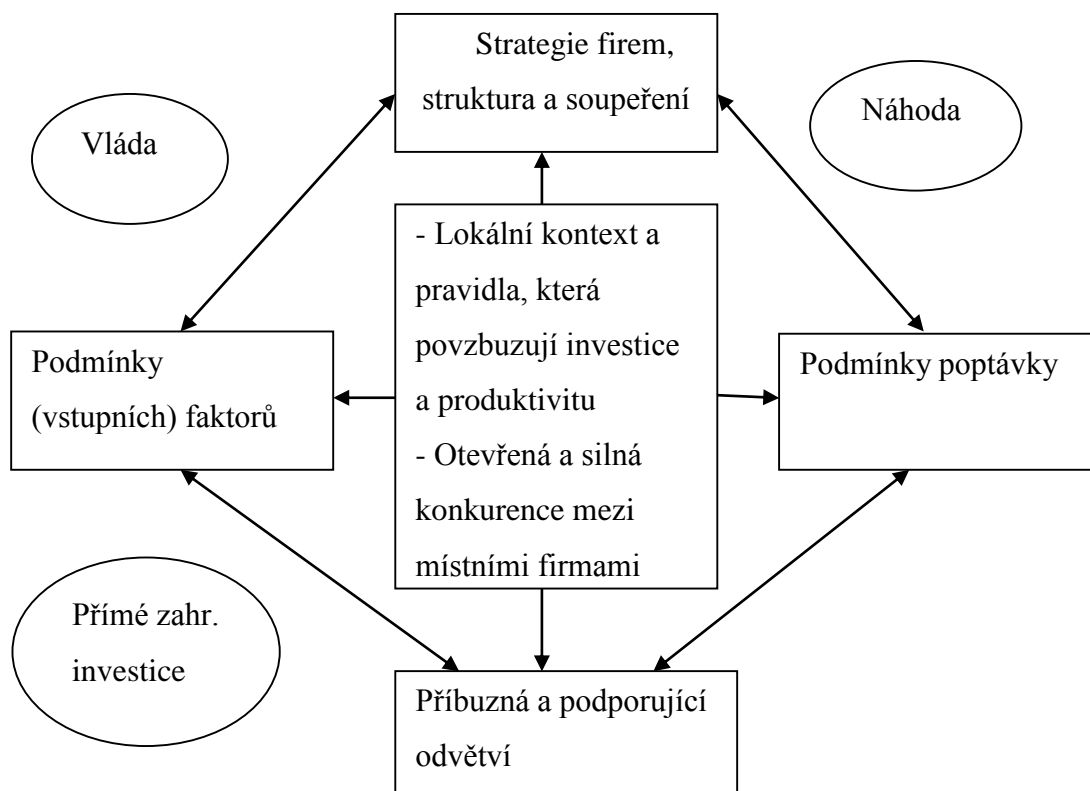 Strategie firem,
struktura a soupeření
Vláda
Náhoda
- Lokální kontext a
pravidla, která
povzbuzují investice
a produktivitu
- Otevřená a silná
konkurence mezi
místními firmami
Podmínky
(vstupních) faktorů
Podmínky poptávky
Přímé zahr.
investice
Příbuzná a podporující
odvětví